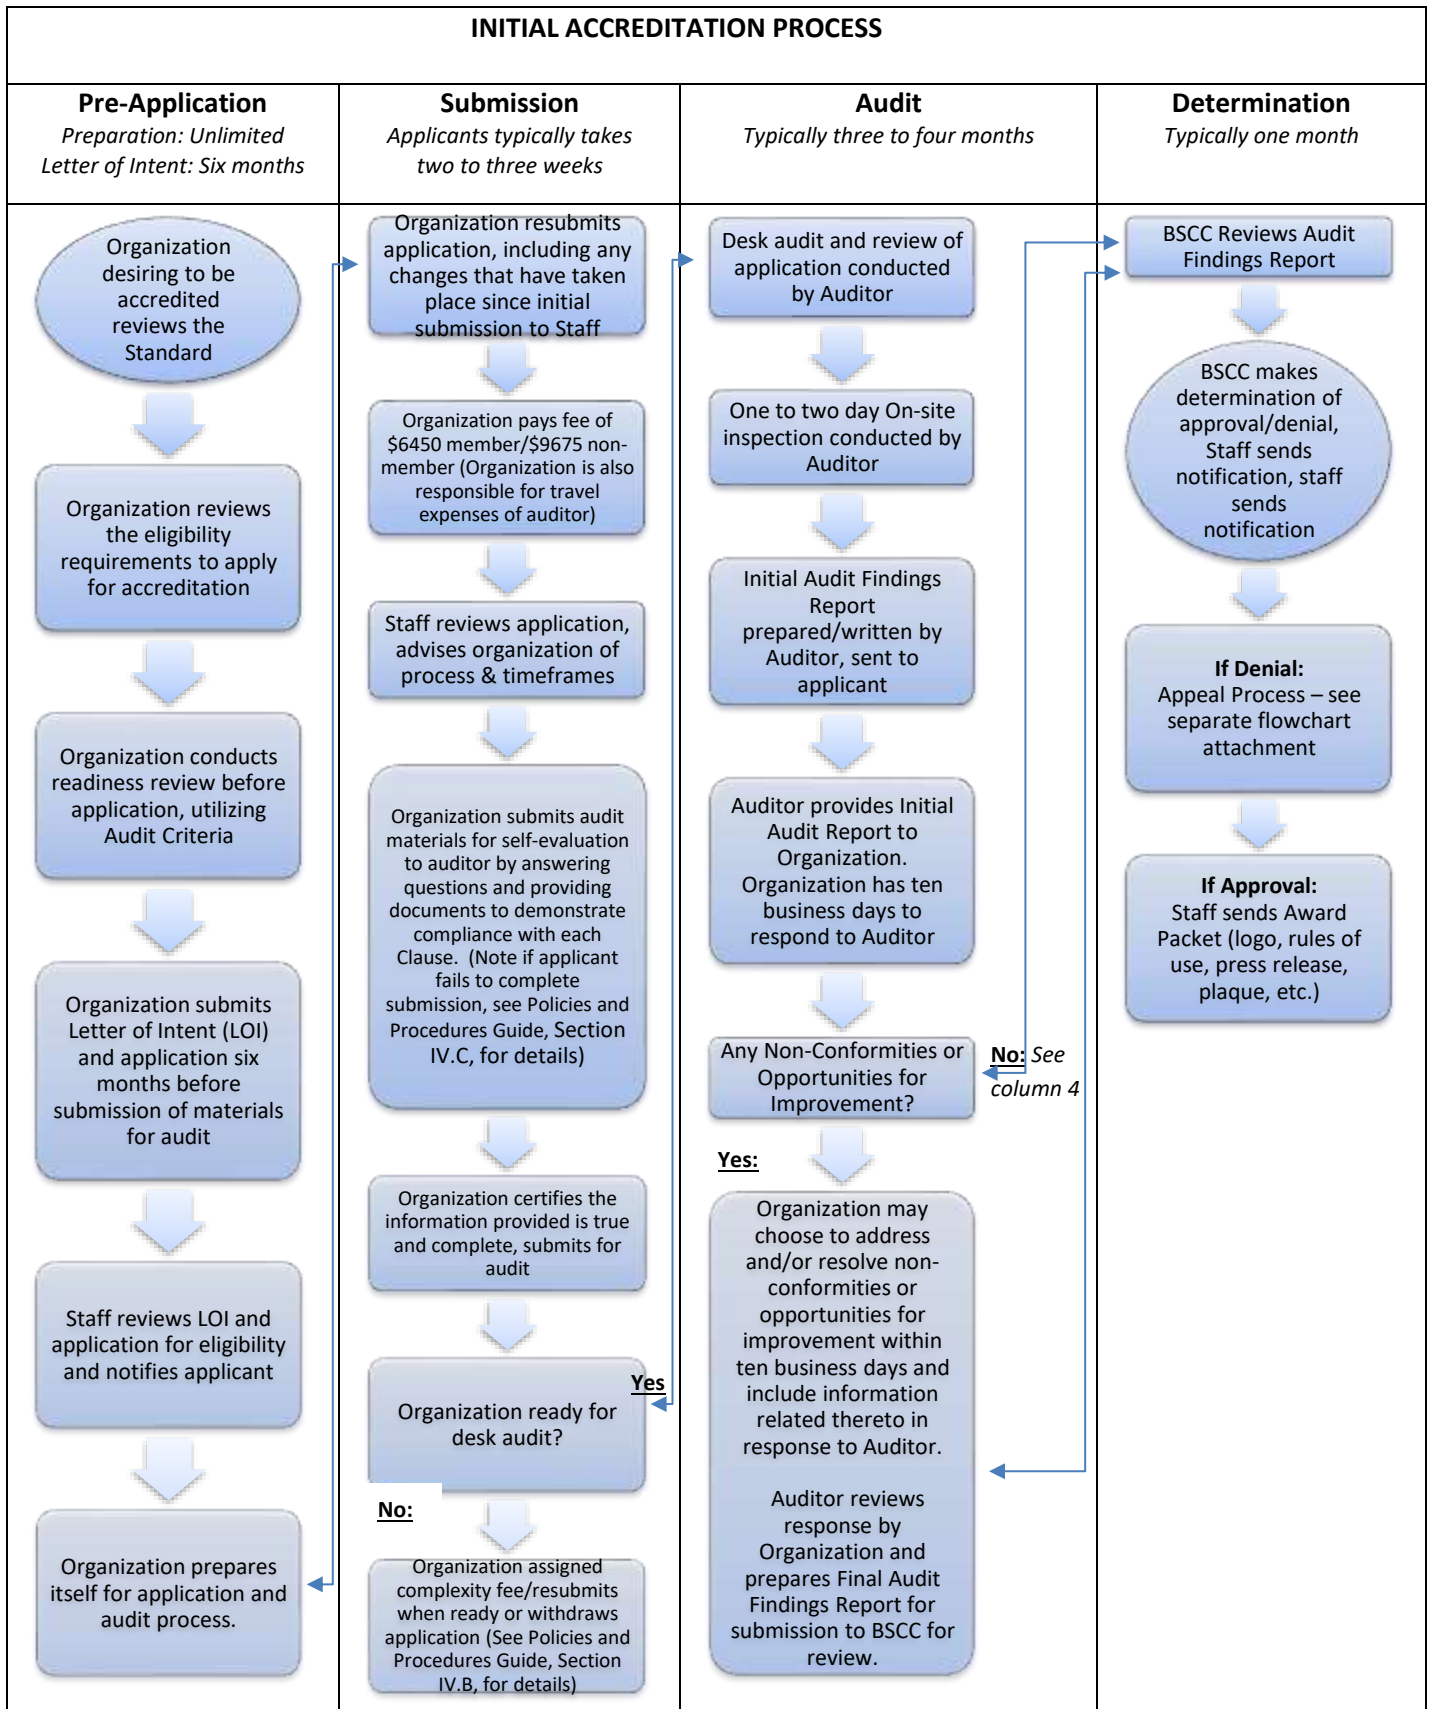 INITIAL ACCREDITATION PROCESS
Pre-Application
Preparation: Unlimited
Letter of Intent: Six months
Submission
Applicants typically takes
two to three weeks
Audit
Typically three to four months
Determination
Typically one month
Organization
desiring to be
accredited
reviews the
Standard
Organization reviews
the eligibility
requirements to apply
for accreditation
Organization conducts
readiness review before
application, utilizing
Audit Criteria
Organization submits
Letter of Intent (LOI)
and application six
months before
submission of materials
for audit
Staff reviews LOI and
application for eligibility
and notifies applicant
Organization prepares
itself for application and
audit process.
Organization resubmits
application, including any
changes that have taken
place since initial
submission to Staff
Organization pays fee of
$6450 member/$9675 non-
member (Organization is also
responsible for travel
expenses of auditor)
Staff reviews application,
advises organization of
process & timeframes
Organization submits audit
materials for self-evaluation
to auditor by answering
questions and providing
documents to demonstrate
compliance with each
Clause.  (Note if applicant
fails to complete
submission, see Policies and
Procedures Guide, Section
IV.C, for details)
Organization certifies the
information provided is true
and complete, submits for
audit
Yes
Organization ready for
desk audit?
No:
Organization assigned
complexity fee/resubmits
when ready or withdraws
application (See Policies and
Procedures Guide, Section
IV.B, for details)
Desk audit and review of
application conducted
by Auditor
One to two day On-site
inspection conducted by
Auditor
Initial Audit Findings
Report
prepared/written by
Auditor, sent to
applicant
Auditor provides Initial
Audit Report to
Organization.
Organization has ten
business days to
respond to Auditor
Any Non-Conformities or
Opportunities for
Improvement?
No: See
column 4
Yes:
Organization may
choose to address
and/or resolve non-
conformities or
opportunities for
improvement within
ten business days and
include information
related thereto in
response to Auditor.
Auditor reviews
response by
Organization and
prepares Final Audit
Findings Report for
submission to BSCC for
review.
BSCC Reviews Audit
Findings Report
BSCC makes
determination of
approval/denial,
Staff sends
notification, staff
sends
notification
If Denial:
Appeal Process – see
separate flowchart
attachment
If Approval:
Staff sends Award
Packet (logo, rules of
use, press release,
plaque, etc.)